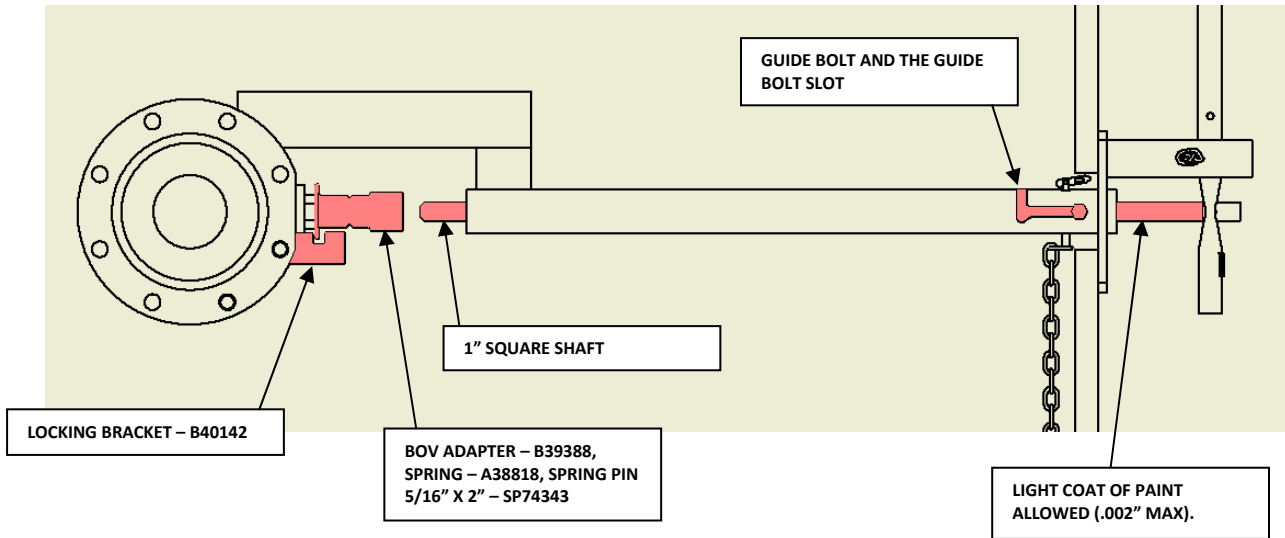 GUIDE BOLT AND THE GUIDE
BOLT SLOT
1” SQUARE SHAFT
LOCKING BRACKET – B40142
BOV ADAPTER – B39388,
SPRING – A38818, SPRING PIN
5/16” X 2” – SP74343
LIGHT COAT OF PAINT
ALLOWED (.002” MAX).